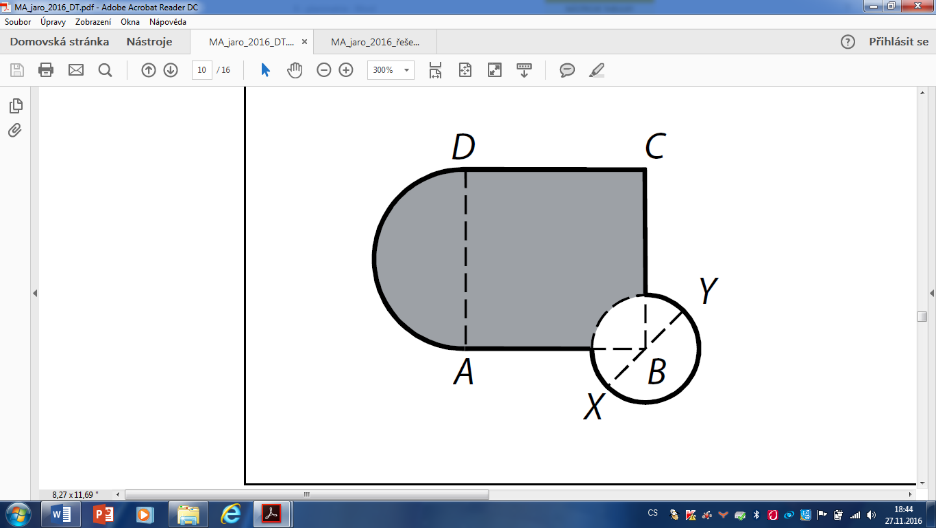 MA_jaro_2016_DT.pdf - Adobe Acrobat Reader DC
Soubor Úpravy Zobrazení Okna Nápověda
Domovská stránka Nástroje MA_jaro_2016_DT.... × MA_jaro_2016_řeše... Přihlásit se
10 / 16 300%
D C
Y
A B
X
8,27 x 11,69 "
CS 18:44
27.11.2016